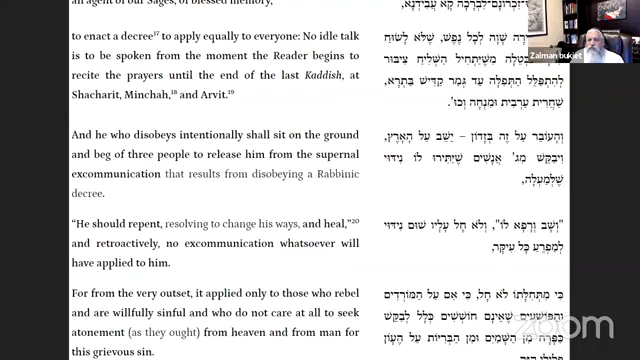 an agent of our Sages, of blessed memory,
to enact a decree¹⁷ to apply equally to everyone: No idle talk
is to be spoken from the moment the Reader begins to
recite the prayers until the end of the last Kaddish, at
Shacharit, Minchah,¹⁸ and Arvit.¹⁹
And he who disobeys intentionally shall sit on the ground
and beg of three people to release him from the supernal
excommunication that results from disobeying a Rabbinic
decree.
“He should repent, resolving to change his ways, and heal,”²⁰
and retroactively, no excommunication whatsoever will
have applied to him.
For from the very outset, it applied only to those who rebel
and are willfully sinful and who do not care at all to seek
atonement (as they ought) from heaven and from man for
this grievous sin.
זִכְרוֹנָם־לִבְרָכָה קָא עֲבִידְנָא,
שָׁוֶה לְכָל נֶפֶשׁ, שֶׁלֹּא לָשׂוּחַ
בְּטֵלָה מִשֶּׁיַּתְחִיל הַשְּׁלִיחַ צִיבּוּר
לְהִתְפַּלֵּל הַתְּפִלָּה עַד גְּמַר קַדִּישׁ בַּתְרָא,
שַׁחֲרִית עַרְבִית וּמִנְחָה וְכוּ'.
וְהָעוֹבֵר עַל זֶה בְּזָדוֹן – יֵשֵׁב עַל הָאָרֶץ,
וִיבַקֵּשׁ מִג' אֲנָשִׁים שֶׁיַּתִּירוּ לוֹ נִידּוּי
שֶׁלְּמַעְלָה,
"וְשָׁב וְרָפָא לוֹ", וְלֹא חָל עָלָיו שׁוּם נִידּוּי
לְמַפְרֵעַ כָּל עִיקָּר,
כִּי מִתְּחִלָּתוֹ לֹא חָל, כִּי אִם עַל הַמּוֹרְדִים
וְהַפּוֹשְׁעִים שֶׁאֵינָם חוֹשְׁשִׁים כְּלָל לְבַקֵּשׁ
כַּפָּרָה מִן הַשָּׁמַיִם וּמִן הַבְּרִיּוֹת עַל הֶעָוֹן
Zalman bukiet
zoom